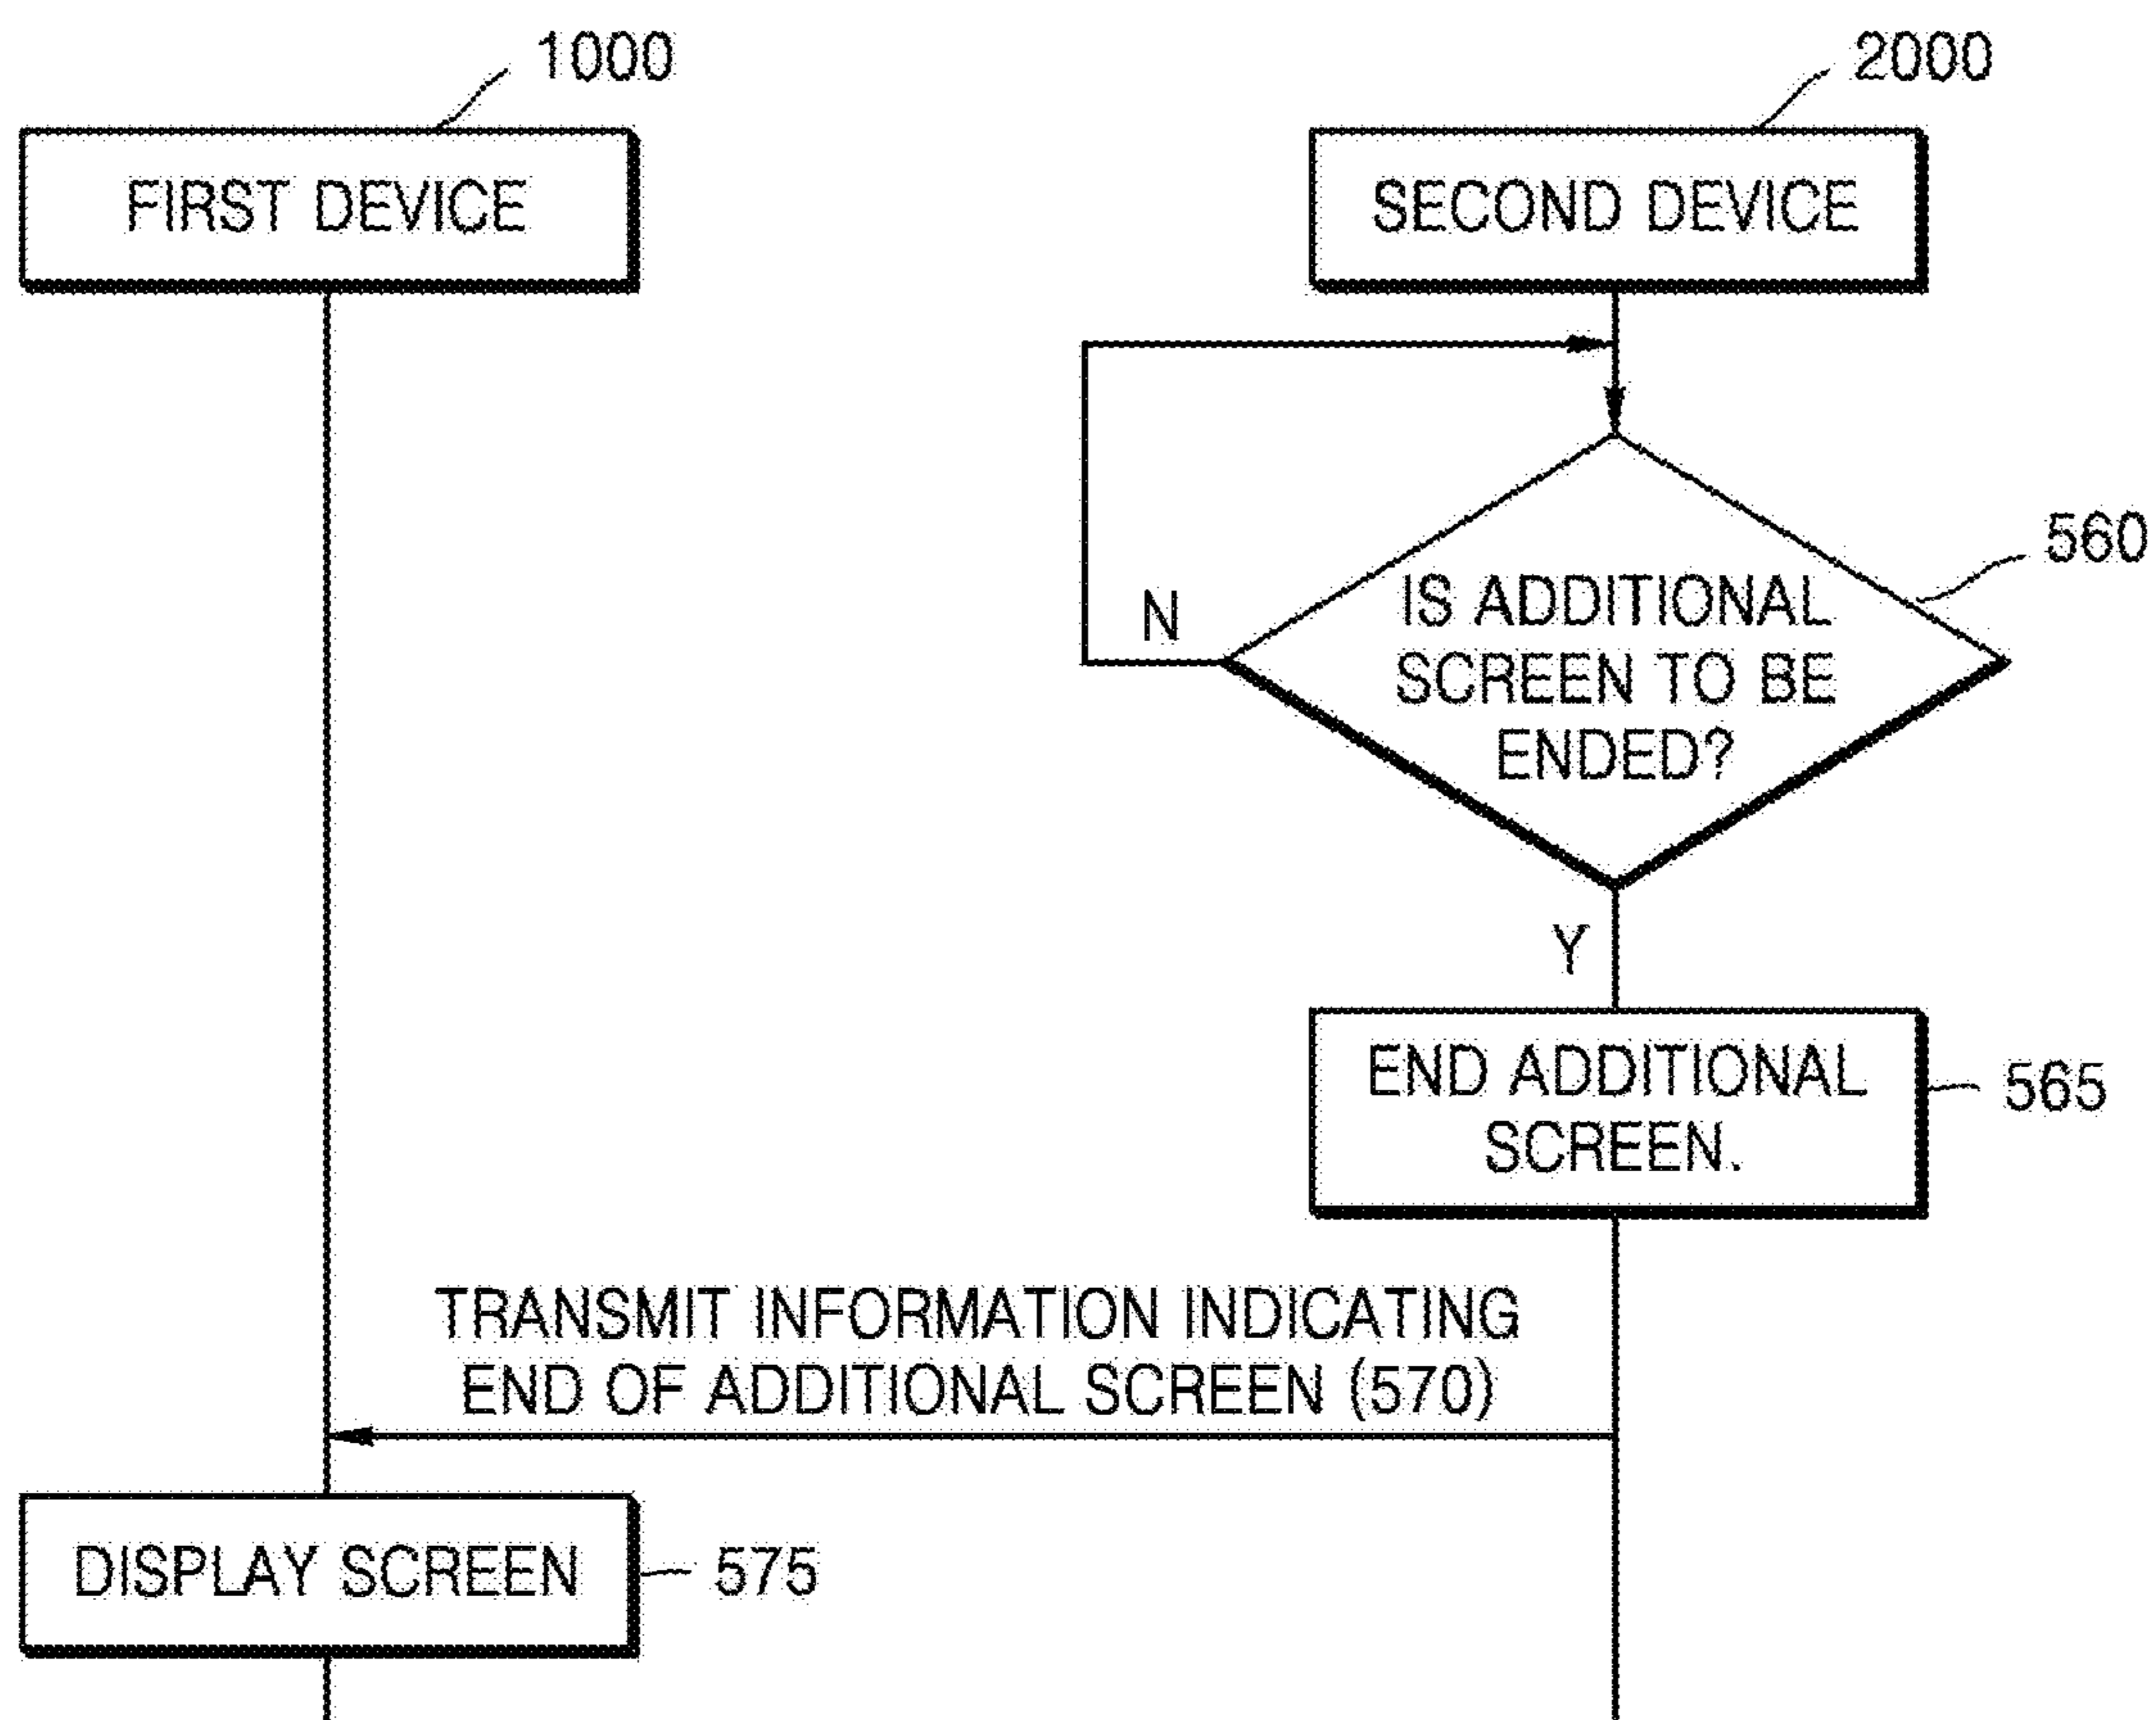 1000
2000
FIRST DEVICE
SECOND DEVICE
560
N
IS ADDITIONAL
SCREEN TO BE
ENDED?
Y
END ADDITIONAL
SCREEN.
565
TRANSMIT INFORMATION INDICATING
END OF ADDITIONAL SCREEN (570)
DISPLAY SCREEN
575